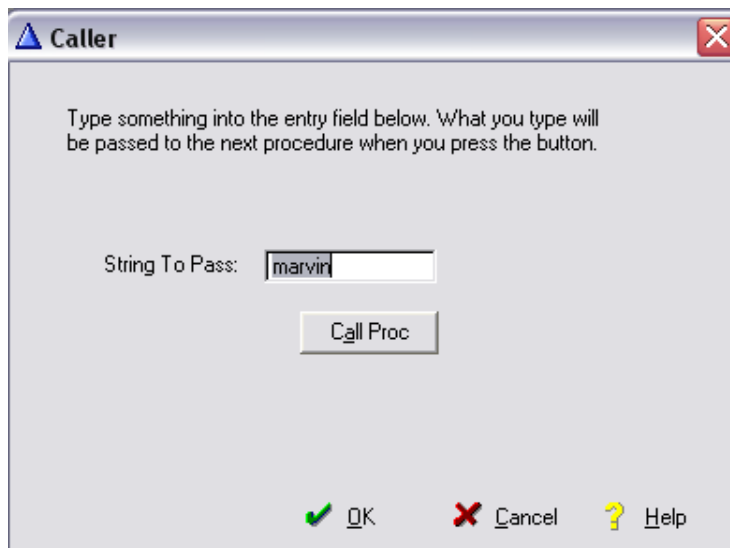 Caller
Type something into the entry field below. What you type will
be passed to the next procedure when you press the button.
String To Pass: marvin
Call Proc
OK Cancel Help